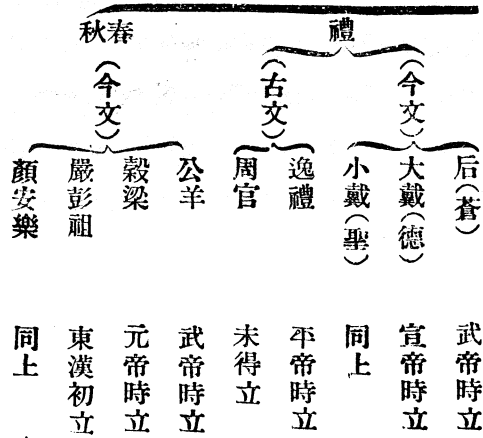 禮
（今文）
后（蒼）
武帝時立
大戴（德）
宣帝時立
小戴（聖）
同上
（古文）
逸禮
平帝時立
周官
未得立
春秋
（今文）
公羊
武帝時立
穀梁
元帝時立
嚴彭祖
東漢初立
顏安樂
同上